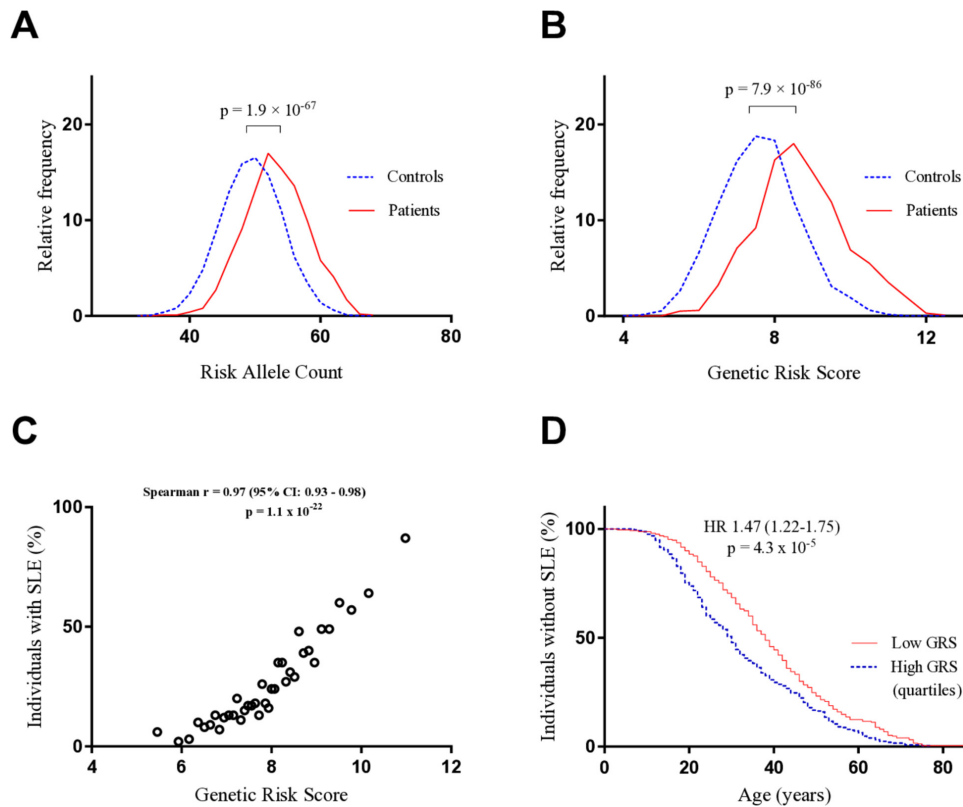 A
p = 1.9 × 10⁻⁶⁷
20
10
0
Relative frequency
Controls
Patients
40
60
80
Risk Allele Count
B
p = 7.9 × 10⁻⁸⁶
20
10
0
Relative frequency
Controls
Patients
4
8
12
Genetic Risk Score
C
Spearman r = 0.97 (95% CI: 0.93 - 0.98)
p = 1.1 x 10⁻²²
100
50
0
Individuals with SLE (%)
4
6
8
10
12
Genetic Risk Score
D
HR 1.47 (1.22-1.75)
p = 4.3 x 10⁻⁵
100
50
0
Individuals without SLE (%)
Low GRS
High GRS
(quartiles)
0
20
40
60
80
Age (years)